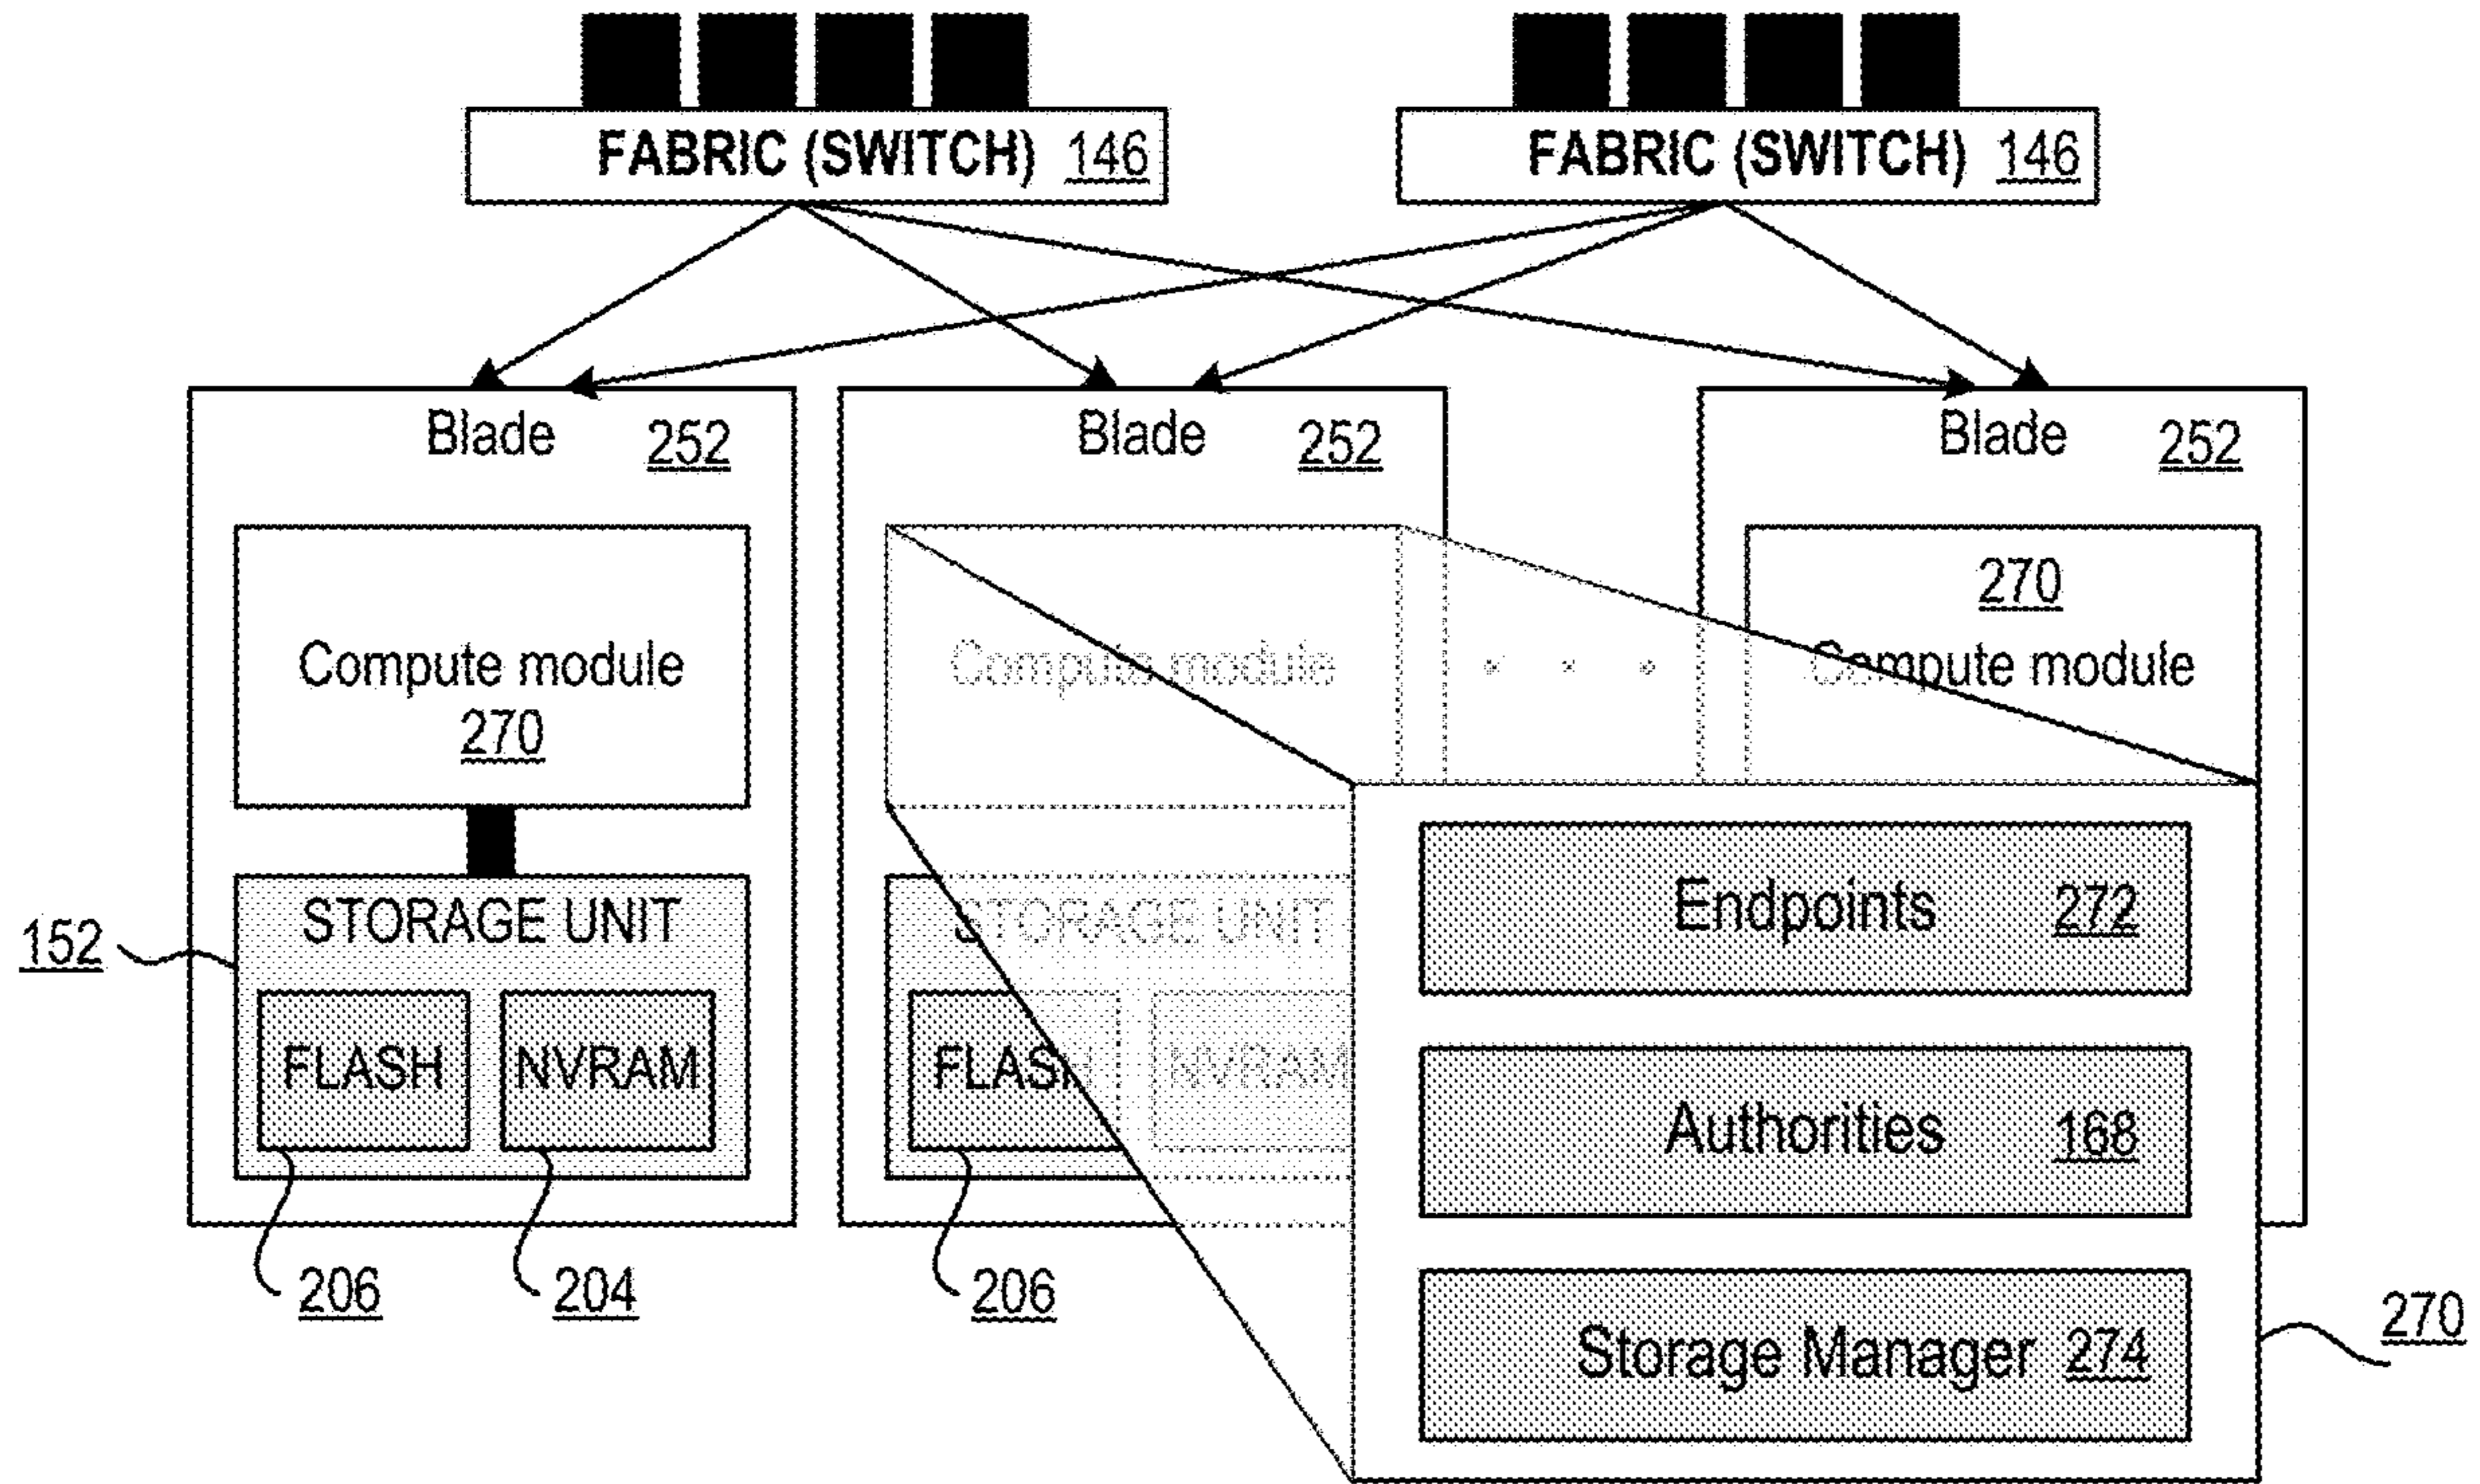 FABRIC (SWITCH) 146
FABRIC (SWITCH) 146
Blade 252
Blade 252
Blade 252
Compute module
270
Compute module
270
Compute module
STORAGE UNIT
152
FLASH
NVRAM
206
204
STORAGE UNIT
FLASH
NVRAM
206
Endpoints 272
Authorities 168
Storage Manager 274
270